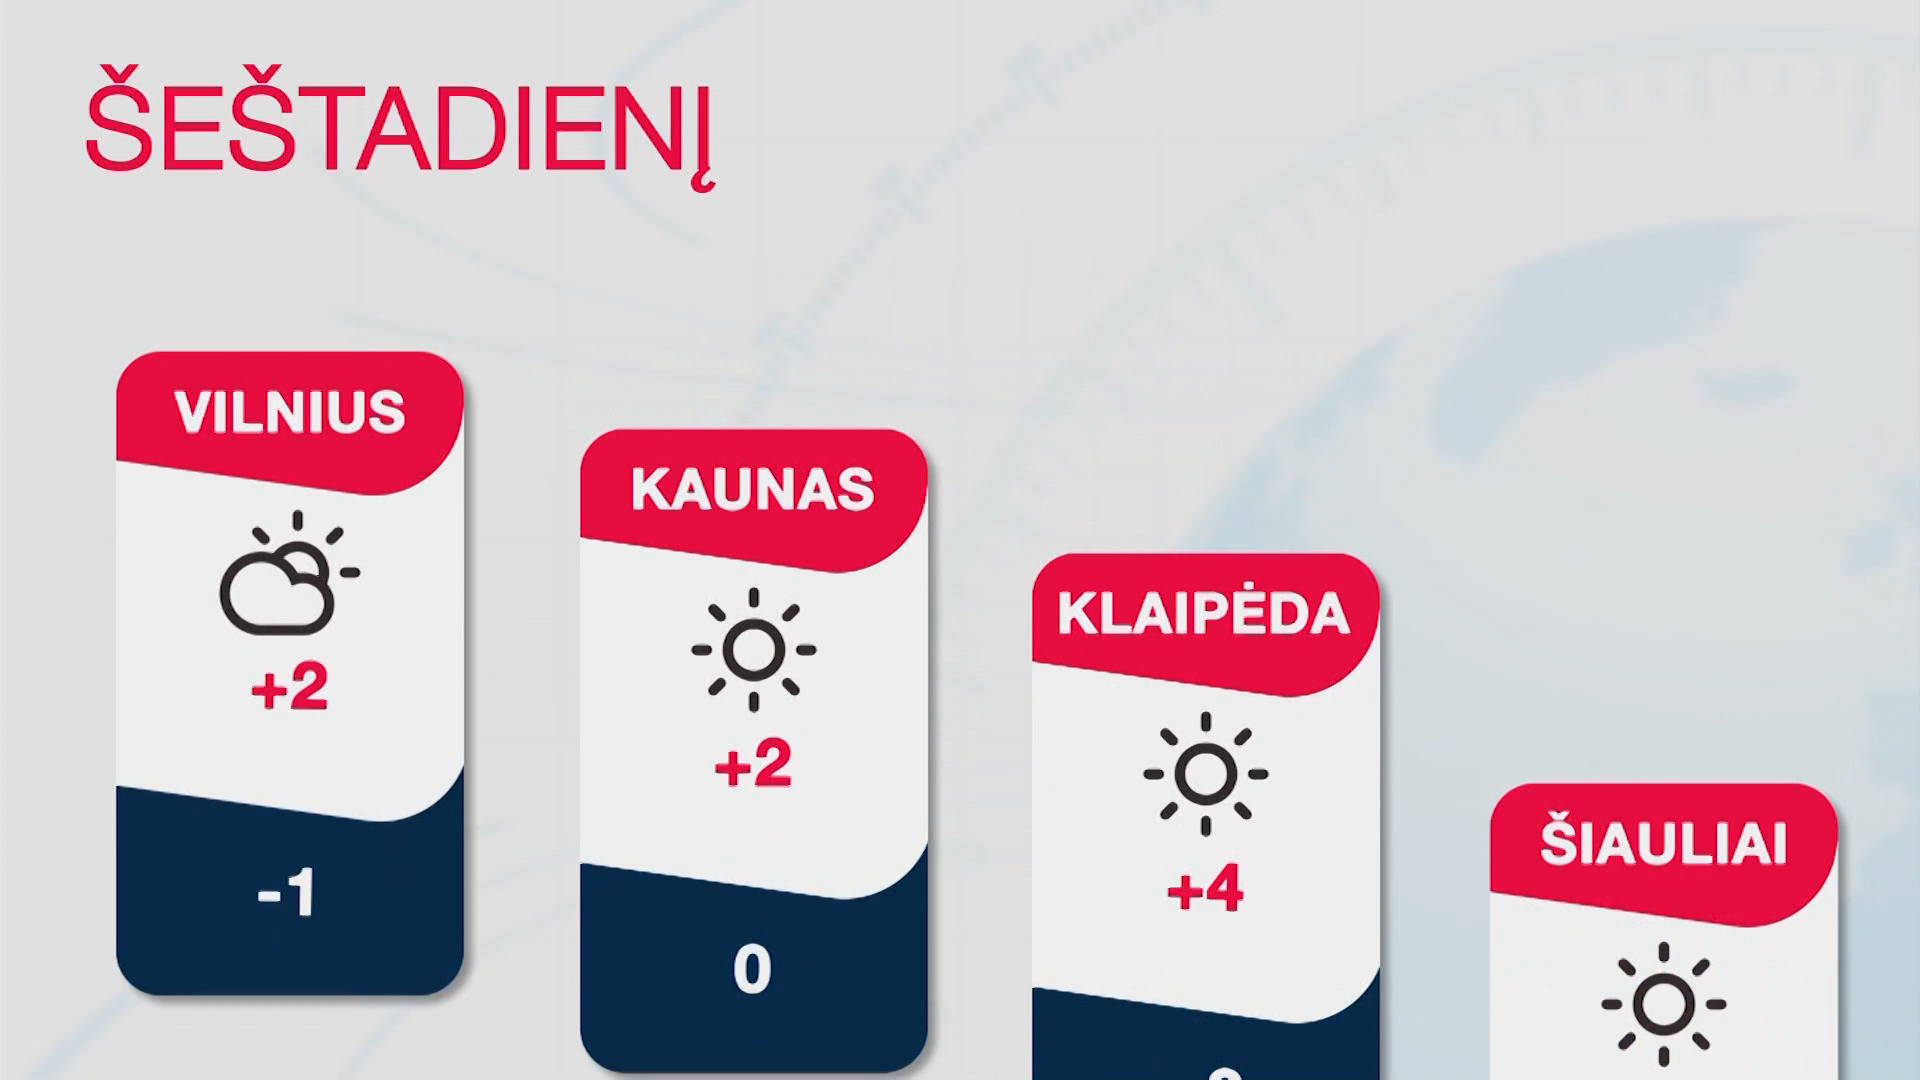 ŠEŠTADIENĮ
VILNIUS
+2
-1
KAUNAS
+2
0
KLAIPĖDA
+4
ŠIAULIAI